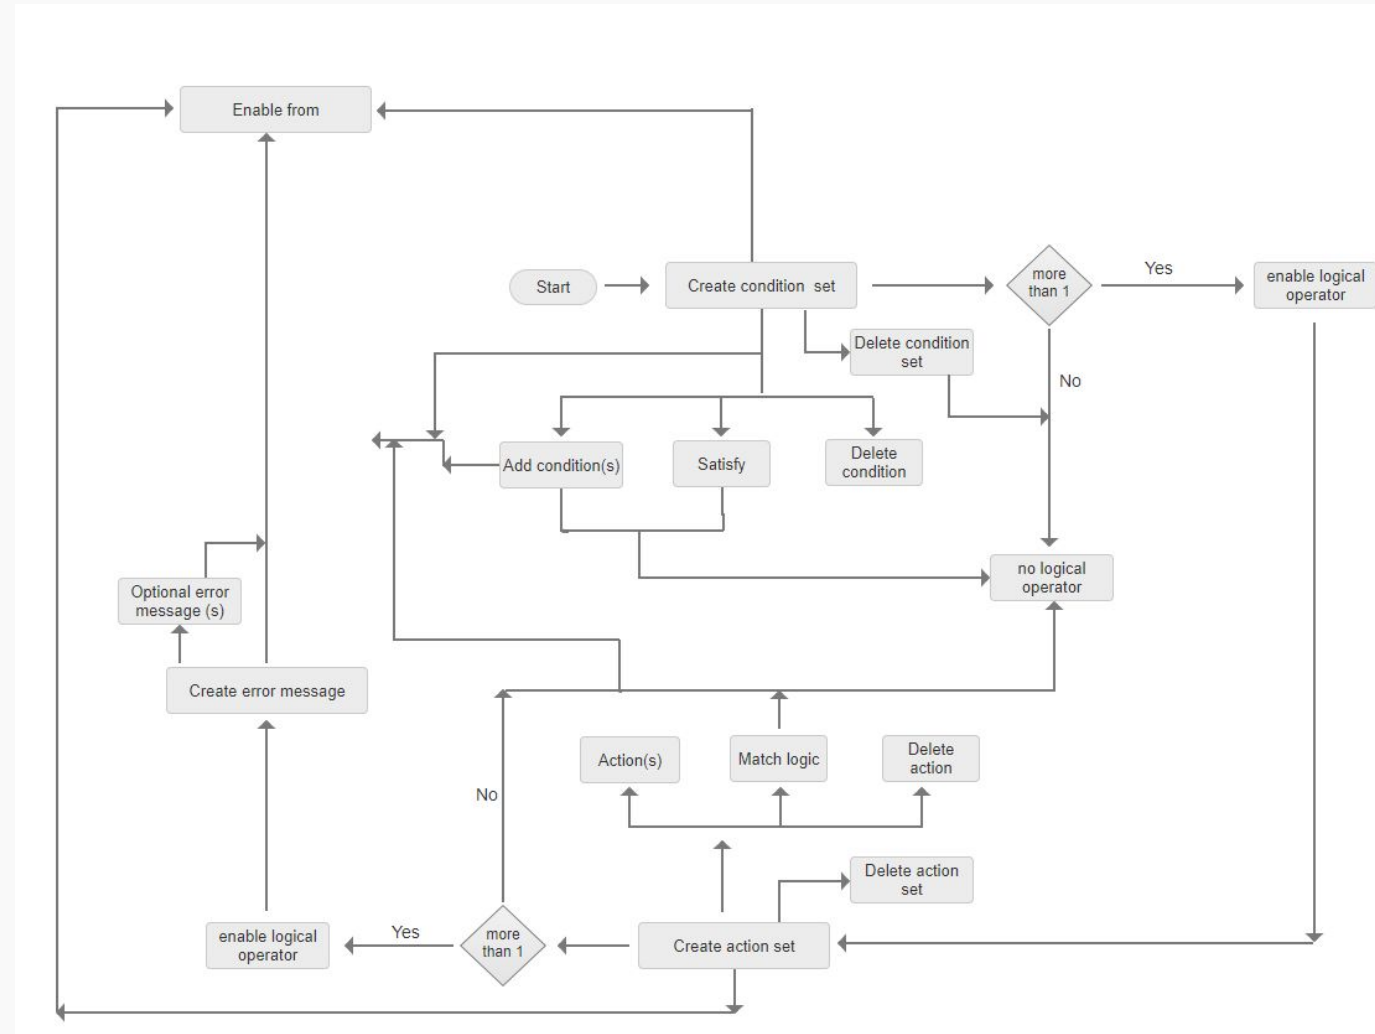 Enable from
more
than 1
Yes
enable logical
operator
Start
Create condition set
Delete condition
set
No
Add condition(s)
Satisfy
Delete
condition
no logical
operator
Optional error
message (s)
Create error message
Action(s)
Match logic
Delete
action
No
Delete action
set
enable logical
operator
Yes
more
than 1
Create action set